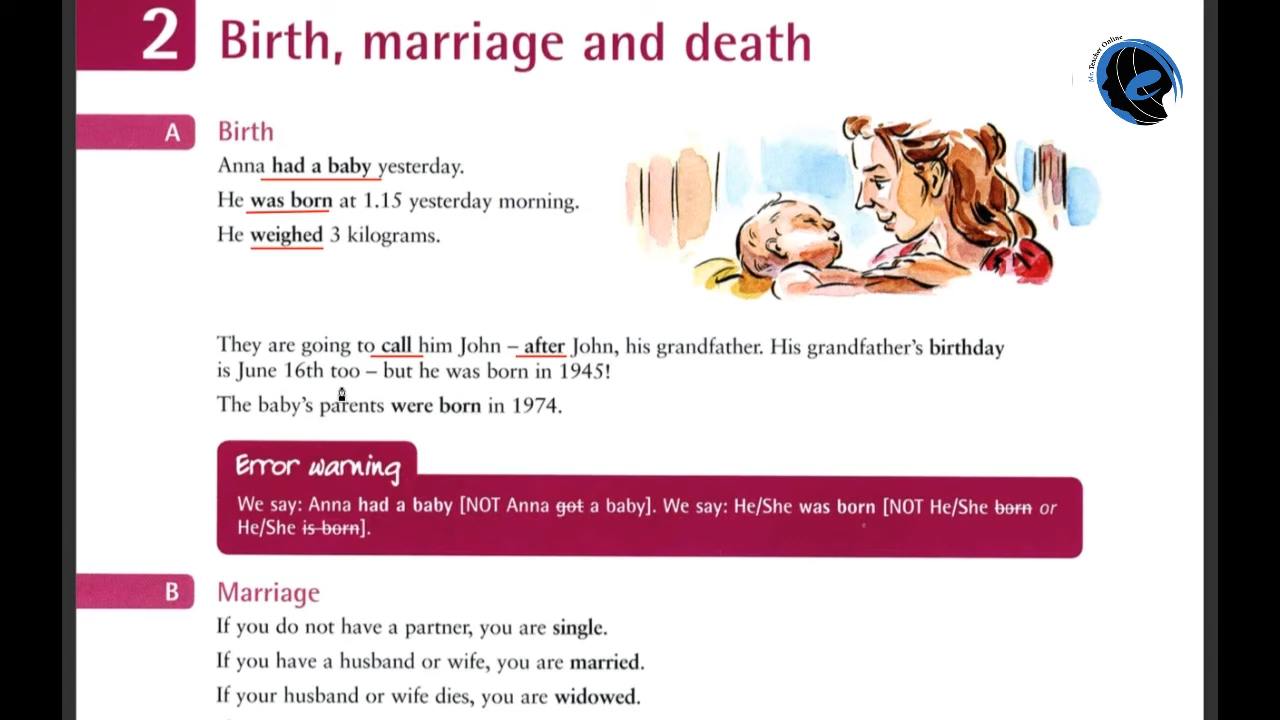 2 Birth, marriage and death
Mr. Teacher Online
A Birth
Anna had a baby yesterday.
He was born at 1.15 yesterday morning.
He weighed 3 kilograms.
They are going to call him John – after John, his grandfather. His grandfather's birthday
is June 16th too – but he was born in 1945!
The baby's parents were born in 1974.
Error warning
We say: Anna had a baby [NOT Anna got a baby]. We say: He/She was born [NOT He/She born or
He/She is born].
B Marriage
If you do not have a partner, you are single.
If you have a husband or wife, you are married.
If your husband or wife dies, you are widowed.